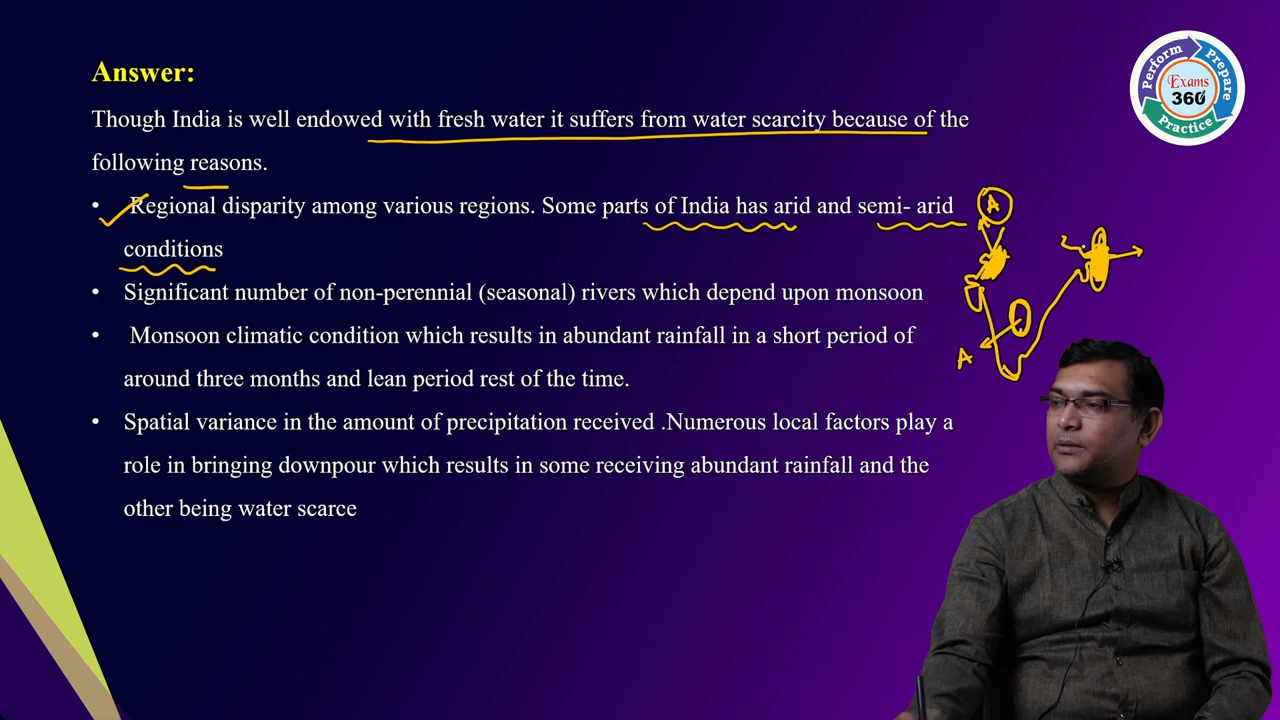 Answer:
Though India is well endowed with fresh water it suffers from water scarcity because of the
following reasons.
• Regional disparity among various regions. Some parts of India has arid and semi- arid
conditions
• Significant number of non-perennial (seasonal) rivers which depend upon monsoon
• Monsoon climatic condition which results in abundant rainfall in a short period of
around three months and lean period rest of the time.
• Spatial variance in the amount of precipitation received .Numerous local factors play a
role in bringing downpour which results in some receiving abundant rainfall and the
other being water scarce
Perform Prepare Practice
Exams
360
A
A